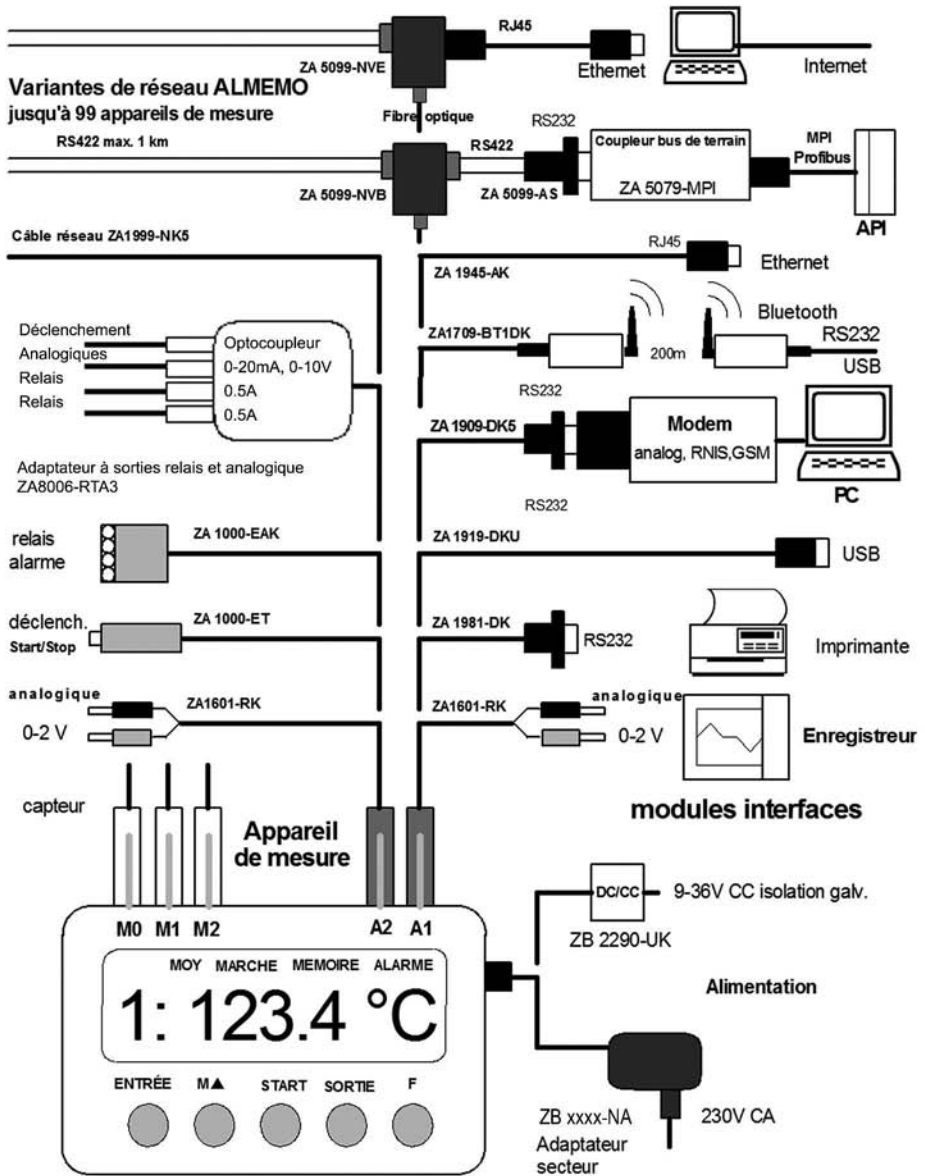 RJ45
ZA 5099-NVE
Ethernet
Internet
Variantes de réseau ALMEMO
jusqu'à 99 appareils de mesure
Fibre optique
RS232
RS422 max. 1 km
RS422
Coupleur bus de terrain
MPI
Profibus
ZA 5099-NVB
ZA 5099-AS
ZA 5079-MPI
API
Câble réseau ZA1999-NK5
RJ45
Ethernet
ZA 1945-AK
Bluetooth
ZA1709-BT1DK
200m
RS232
USB
Déclenchement
Analogiques
Relais
Relais
Optocoupleur
0-20mA, 0-10V
0.5A
0.5A
RS232
ZA 1909-DK5
Modem
analog, RNIS,GSM
PC
Adaptateur à sorties relais et analogique
ZA8006-RTA3
RS232
relais
alarme
ZA 1000-EAK
ZA 1919-DKU
USB
déclench.
Start/Stop
ZA 1000-ET
ZA 1981-DK
RS232
Imprimante
analogique
0-2 V
ZA1601-RK
ZA1601-RK
analogique
0-2 V
Enregistreur
capteur
modules interfaces
Appareil
de mesure
DC/CC
9-36V CC isolation galv.
ZB 2290-UK
M0 M1 M2 A2 A1
MOY MARCHE MEMOIRE ALARME
1: 123.4 °C
Alimentation
ENTRÉE M▲ START SORTIE F
ZB xxxx-NA
Adaptateur
secteur
230V CA